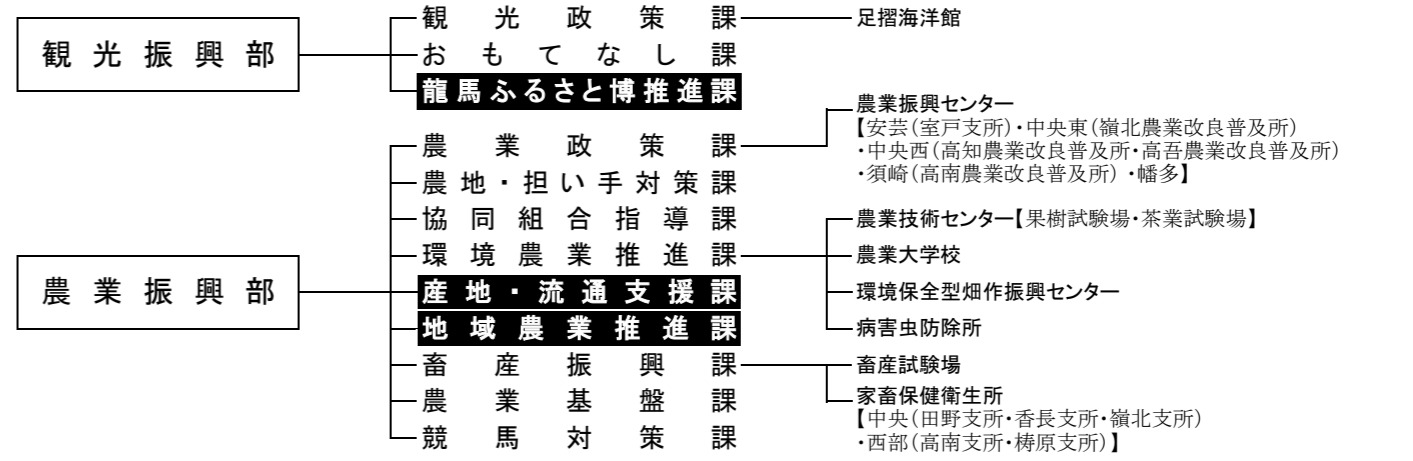 観光振興部
観光政策課
足摺海洋館
おもてなし課
龍馬ふるさと博推進課
農業振興部
農業政策課
農業振興センター
【安芸(室戸支所)・中央東(嶺北農業改良普及所)
・中央西(高知農業改良普及所・高吾農業改良普及所)
・須崎(高南農業改良普及所)・幡多】
農地・担い手対策課
協同組合指導課
環境農業推進課
農業技術センター【果樹試験場・茶業試験場】
農業大学校
環境保全型畑作振興センター
病害虫防除所
産地・流通支援課
地域農業推進課
畜産振興課
畜産試験場
家畜保健衛生所
【中央(田野支所・香長支所・嶺北支所)
・西部(高南支所・梼原支所)】
農業基盤課
競馬対策課